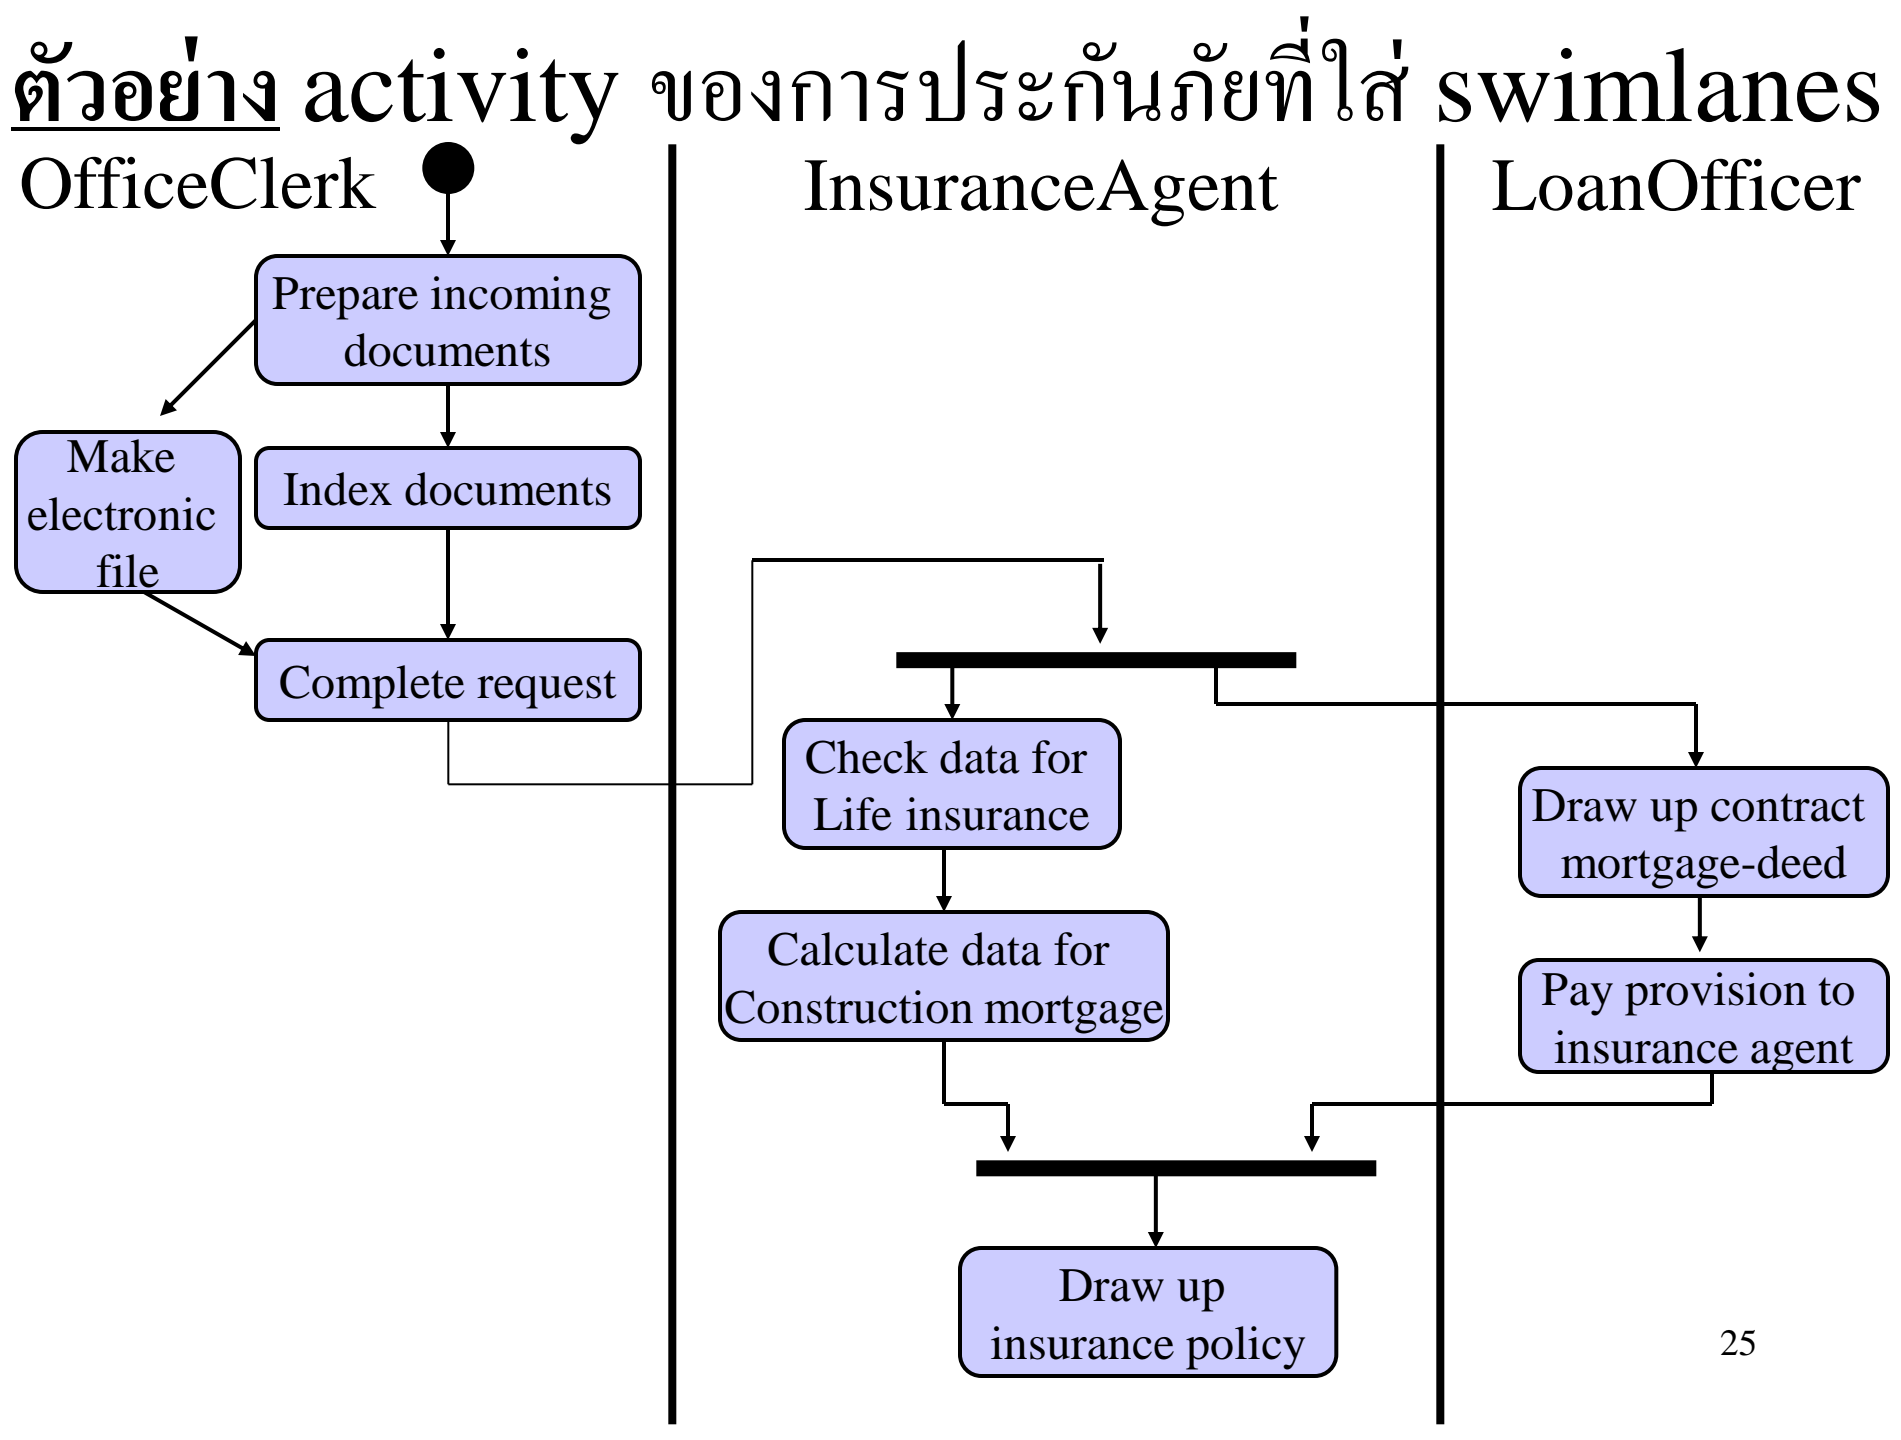 ตัวอย่าง activity ของการประกันภัยที่ใส่ swimlanes
OfficeClerk
InsuranceAgent
LoanOfficer
Prepare incoming
documents
Make
electronic
file
Index documents
Complete request
Check data for
Life insurance
Calculate data for
Construction mortgage
Draw up contract
mortgage-deed
Pay provision to
insurance agent
Draw up
insurance policy
25